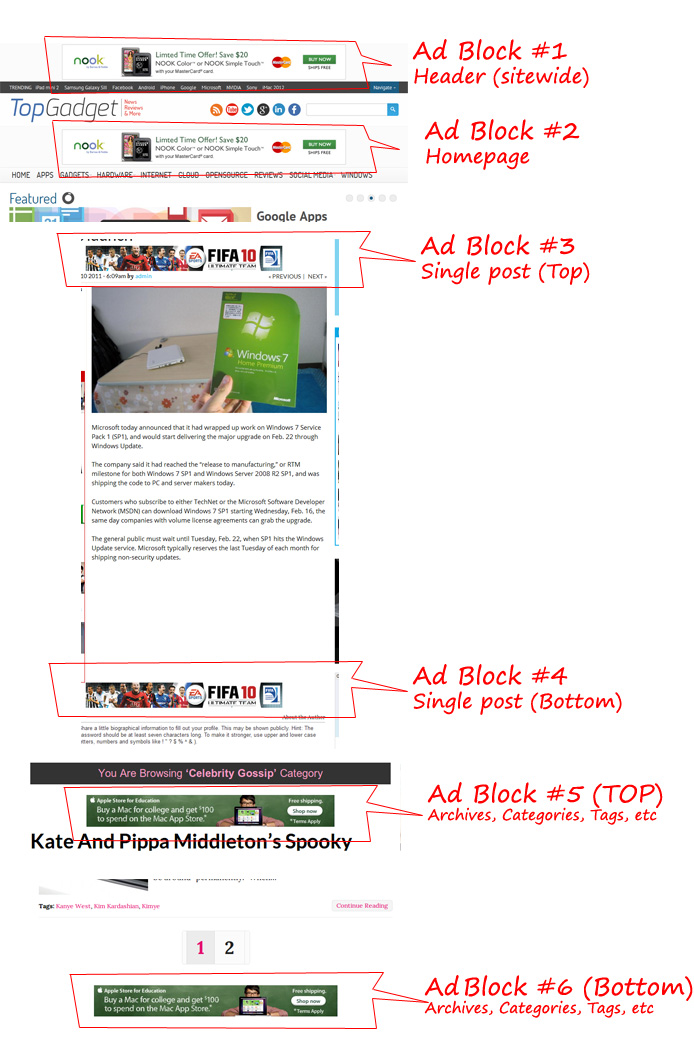 nook
Limted Time Offer! Save $20
NOOK Color™ or NOOK Simple Touch™
with your MasterCard® card
MasterCard
BUY NOW
SHIPS FREE
Ad Block #1
Header (sitewide)
TRENDING iPad mini 2 Samsung Galaxy SIII Facebook Android iPhone Google Microsoft NVIDIA Sony iMac 2012 Navigate
TopGadget
News
Reviews
& More
You Tube
nook
Limted Time Offer! Save $20
NOOK Color™ or NOOK Simple Touch™
with your MasterCard® card
MasterCard
BUY NOW
SHIPS FREE
Ad Block #2
Homepage
HOME APPS GADGETS HARDWARE INTERNET CLOUD OPENSOURCE REVIEWS SOCIAL MEDIA WINDOWS
Featured
Google Apps
EA SPORTS
FIFA 10
ULTIMATE TEAM
Ad Block #3
Single post (Top)
10 2011 - 6:09am by admin
« PREVIOUS | NEXT »
Windows 7
Home Premium
Microsoft today announced that it had wrapped up work on Windows 7 Service
Pack 1 (SP1), and would start delivering the major upgrade on Feb. 22 through
Windows Update.
The company said it had reached the “release to manufacturing,” or RTM
milestone for both Windows 7 SP1 and Windows Server 2008 R2 SP1, and was
shipping the code to PC and server makers today.
Customers who subscribe to either TechNet or the Microsoft Software Developer
Network (MSDN) can download Windows 7 SP1 starting Wednesday, Feb. 16, the
same day companies with volume license agreements can grab the upgrade.
The general public must wait until Tuesday, Feb. 22, when SP1 hits the Windows
Update service. Microsoft typically reserves the last Tuesday of each month for
shipping non-security updates.
EA SPORTS
FIFA 10
ULTIMATE TEAM
Ad Block #4
Single post (Bottom)
About the Author
hare a little biographical information to fill out your profile. This may be shown publicly. Hint: The
assword should be at least seven characters long. To make it stronger, use upper and lower case
etters, numbers and symbols like ! " ? $ % ^ & ).
You Are Browsing ‘Celebrity Gossip’ Category
Apple Store for Education
Buy a Mac for college and get $100
to spend on the Mac App Store.*
Free shipping.
Shop now
*Terms Apply
Ad Block #5 (TOP)
Archives, Categories, Tags, etc
Kate And Pippa Middleton’s Spooky
Tags: Kanye West, Kim Kardashian, Kimye
Continue Reading
1 2
Apple Store for Education
Buy a Mac for college and get $100
to spend on the Mac App Store.*
Free shipping.
Shop now
*Terms Apply
Ad Block #6 (Bottom)
Archives, Categories, Tags, etc